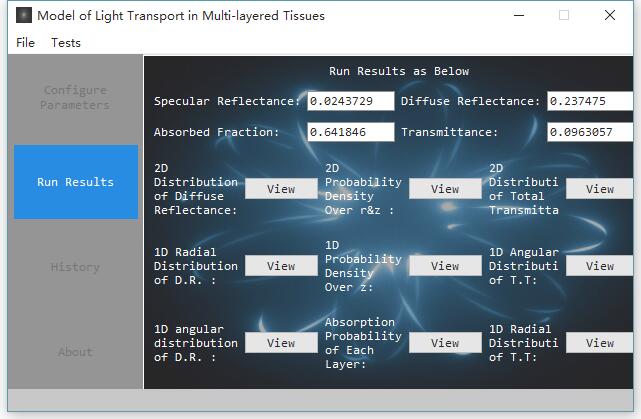 Model of Light Transport in Multi-layered Tissues
File Tests
Configure
Parameters
Run Results
History
About
Run Results as Below
Specular Reflectance: 0.0243729 Diffuse Reflectance: 0.237475
Absorbed Fraction: 0.641846 Transmittance: 0.0963057
2D
Distribution
of Diffuse
Reflectance:
View
2D
Probability
Density
Over r&z :
View
2D
Distributi
of Total
Transmitta
View
1D Radial
Distribution
of D.R. :
View
1D
Probability
Density
Over z:
View
1D Angular
Distributi
of T.T:
View
1D angular
distribution
of D.R. :
View
Absorption
Probability
of Each
Layer:
View
1D Radial
Distributi
of T.T:
View